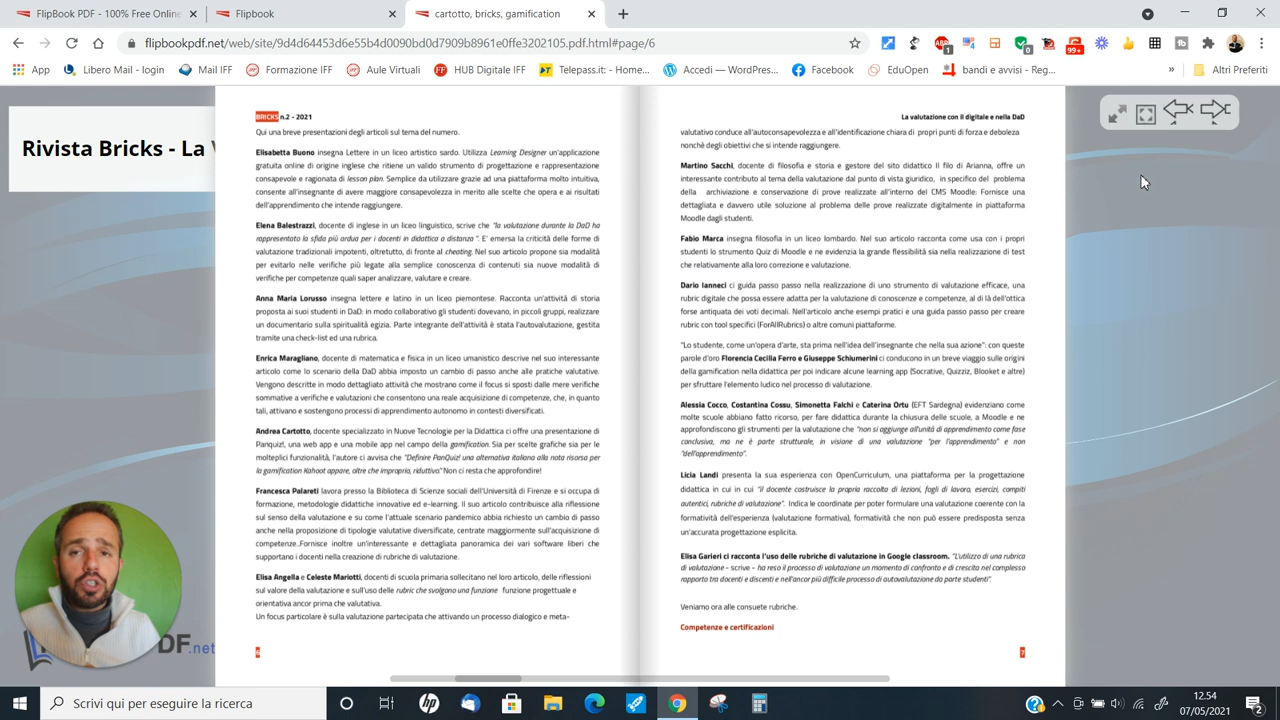 FlipBook PDF - 100% Free Online
Flipbook
cartotto, bricks, gamification
flipbookpdf.net/web/site/9d4d64453d6e55c1d0090bd0d7909b8961e0ffe3202105.pdf.html#page/6
App
Libero Mail - login
Mail IFF
Formazione IFF
Aule Virtuali
HUB Digitale IFF
Telepass.it: - Home...
Accedi — WordPres...
Facebook
EduOpen
bandi e avvisi - Reg...
»
Altri Preferiti
Rivista Bricks - La
BRICKS n.2 - 2021
Qui una breve presentazioni degli articoli sul tema del numero.
Elisabetta Buono insegna Lettere in un liceo artistico sardo. Utilizza Learning Designer un'applicazione
gratuita online di origine inglese che ritiene un valido strumento di progettazione e rappresentazione
consapevole e ragionata di lesson plan. Semplice da utilizzare grazie ad una piattaforma molto intuitiva,
consente all'insegnante di avere maggiore consapevolezza in merito alle scelte che opera e ai risultati
dell'apprendimento che intende raggiungere.
Elena Balestrazzi, docente di inglese in un liceo linguistico, scrive che "la valutazione durante la DaD ha
rappresentato la sfida più ardua per i docenti in didattica a distanza ". E' emersa la criticità delle forme di
valutazione tradizionali impotenti, oltretutto, di fronte al cheating. Nel suo articolo propone sia modalità
per evitarlo nelle verifiche più legate alla semplice conoscenza di contenuti sia nuove modalità di
verifiche per competenze quali saper analizzare, valutare e creare.
Anna Maria Lorusso insegna lettere e latino in un liceo piemontese. Racconta un'attività di storia
proposta ai suoi studenti in DaD: in modo collaborativo gli studenti dovevano, in piccoli gruppi, realizzare
un documentario sulla spiritualità egizia. Parte integrante dell'attività è stata l'autovalutazione, gestita
tramite una check-list ed una rubrica.
Enrica Maragliano, docente di matematica e fisica in un liceo umanistico descrive nel suo interessante
articolo come lo scenario della DaD abbia imposto un cambio di passo anche alle pratiche valutative.
Vengono descritte in modo dettagliato attività che mostrano come il focus si sposti dalle mere verifiche
sommative a verifiche e valutazioni che consentono una reale acquisizione di competenze, che, in quanto
tali, attivano e sostengono processi di apprendimento autonomo in contesti diversificati.
Andrea Cartotto, docente specializzato in Nuove Tecnologie per la Didattica ci offre una presentazione di
Panquiz!, una web app e una mobile app nel campo della gamification. Sia per scelte grafiche sia per le
molteplici funzionalità, l'autore ci avvisa che "Definire PanQuiz! una alternativa italiana alla nota risorsa per
la gamification Kahoot appare, altre che improprio, riduttivo" Non ci resta che approfondire!
Francesca Palareti lavora presso la Biblioteca di Scienze sociali dell'Università di Firenze e si occupa di
formazione, metodologie didattiche innovative ed e-learning. Il suo articolo contribuisce alla riflessione
sul senso della valutazione e su come l'attuale scenario pandemico abbia richiesto un cambio di passo
anche nella proposizione di tipologie valutative diversificate, centrate maggiormente sull'acquisizione di
competenze..Fornisce inoltre un'interessante e dettagliata panoramica dei vari software liberi che
supportano i docenti nella creazione di rubriche di valutazione.
Elisa Angella e Celeste Mariotti, docenti di scuola primaria sollecitano nel loro articolo, delle riflessioni
sul valore della valutazione e sull'uso delle rubric che svolgono una funzione funzione progettuale e
orientativa ancor prima che valutativa.
Un focus particolare è sulla valutazione partecipata che attivando un processo dialogico e meta-
6
La valutazione con il digitale e nella DaD
valutativo conduce all'autoconsapevolezza e all'identificazione chiara di propri punti di forza e debolezza
nonchè degli obiettivi che si intende raggiungere.
Martino Sacchi, docente di filosofia e storia e gestore del sito didattico Il filo di Arianna, offre un
interessante contributo al tema della valutazione dal punto di vista giuridico, in specifico del problema
della archiviazione e conservazione di prove realizzate all'interno del CMS Moodle: Fornisce una
dettagliata e davvero utile soluzione al problema delle prove realizzate digitalmente in piattaforma
Moodle dagli studenti.
Fabio Marca insegna filosofia in un liceo lombardo. Nel suo articolo racconta come usa con i propri
studenti lo strumento Quiz di Moodle e ne evidenzia la grande flessibilità sia nella realizzazione di test
che relativamente alla loro correzione e valutazione.
Dario Ianneci ci guida passo passo nella realizzazione di uno strumento di valutazione efficace, una
rubric digitale che possa essere adatta per la valutazione di conoscenze e competenze, al di là dell'ottica
forse antiquata dei voti decimali. Nell'articolo anche esempi pratici e una guida passo passo per creare
rubric con tool specifici (ForAllRubrics) o altre comuni piattaforme.
"Lo studente, come un'opera d'arte, sta prima nell'idea dell'insegnante che nella sua azione": con queste
parole d'oro Florencia Cecilia Ferro e Giuseppe Schiumerini ci conducono in un breve viaggio sulle origini
della gamification nella didattica per poi indicare alcune learning app (Socrative, Quizziz, Blooket e altre)
per sfruttare l'elemento ludico nel processo di valutazione.
Alessia Cocco, Costantina Cossu, Simonetta Falchi e Caterina Ortu (EFT Sardegna) evidenziano come
molte scuole abbiano fatto ricorso, per fare didattica durante la chiusura delle scuole, a Moodle e ne
approfondiscono gli strumenti per la valutazione che "non si aggiunge all'unità di apprendimento come fase
conclusiva, ma ne è parte strutturale, in visione di una valutazione "per l'apprendimento" e non
"dell'apprendimento".
Licia Landi presenta la sua esperienza con OpenCurriculum, una piattaforma per la progettazione
didattica in cui in cui "il docente costruisce la propria raccolta di lezioni, fogli di lavoro, esercizi, compiti
autentici, rubriche di valutazione". Indica le coordinate per poter formulare una valutazione coerente con la
formatività dell'esperienza (valutazione formativa), formatività che non può essere predisposta senza
un'accurata progettazione esplicita.
Elisa Garieri ci racconta l'uso delle rubriche di valutazione in Google classroom. "L'utilizzo di una rubrica
di valutazione - scrive - ha reso il processo di valutazione un momento di confronto e di crescita nel complesso
rapporto tra docenti e discenti e nell'ancor più difficile processo di autovalutazione da parte studenti".
Veniamo ora alle consuete rubriche.
Competenze e certificazioni
7
DF.net
Scrivi qui per eseguire la ricerca
12.54
07/05/2021